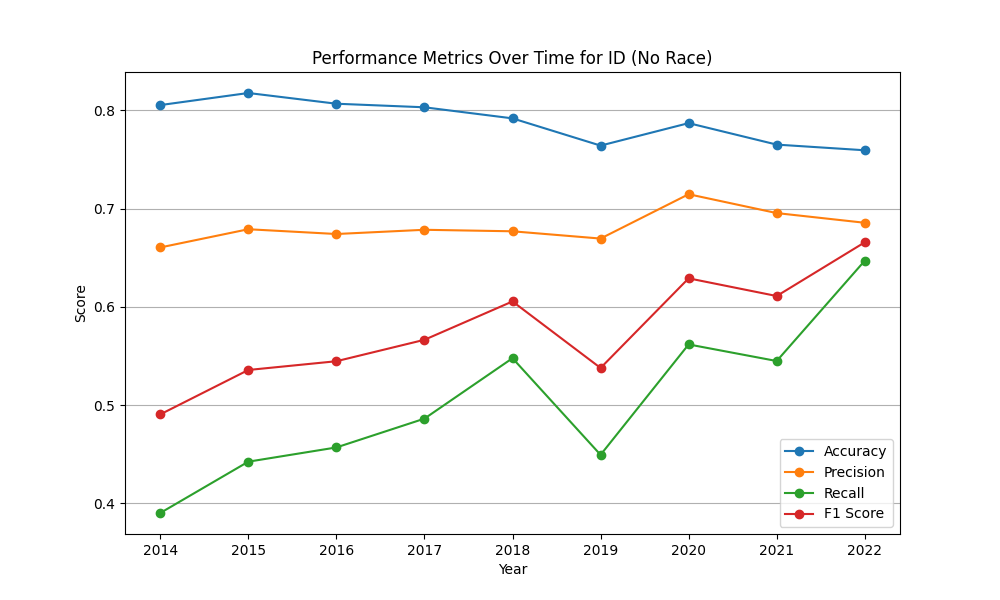 Performance Metrics Over Time for ID (No Race)
0.8
0.7
0.6
0.5
0.4
Score
2014 2015 2016 2017 2018 2019 2020 2021 2022
Year
Accuracy
Precision
Recall
F1 Score